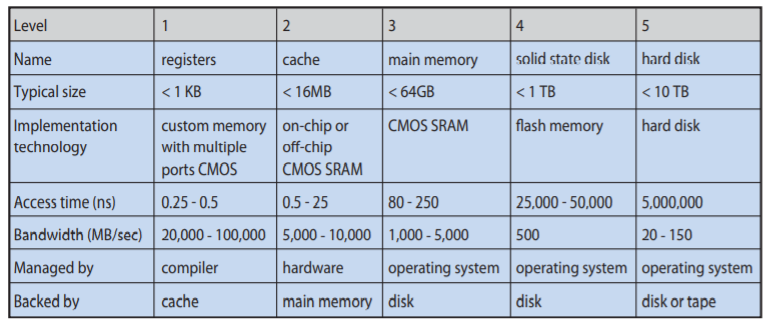 Level 1 2 3 4 5
Name registers cache main memory solid state disk hard disk
Typical size < 1 KB < 16MB < 64GB < 1 TB < 10 TB
Implementation custom memory on-chip or CMOS SRAM flash memory hard disk
technology with multiple off-chip
ports CMOS CMOS SRAM
Access time (ns) 0.25 - 0.5 0.5 - 25 80 - 250 25,000 - 50,000 5,000,000
Bandwidth (MB/sec) 20,000 - 100,000 5,000 - 10,000 1,000 - 5,000 500 20 - 150
Managed by compiler hardware operating system operating system operating system
Backed by cache main memory disk disk disk or tape